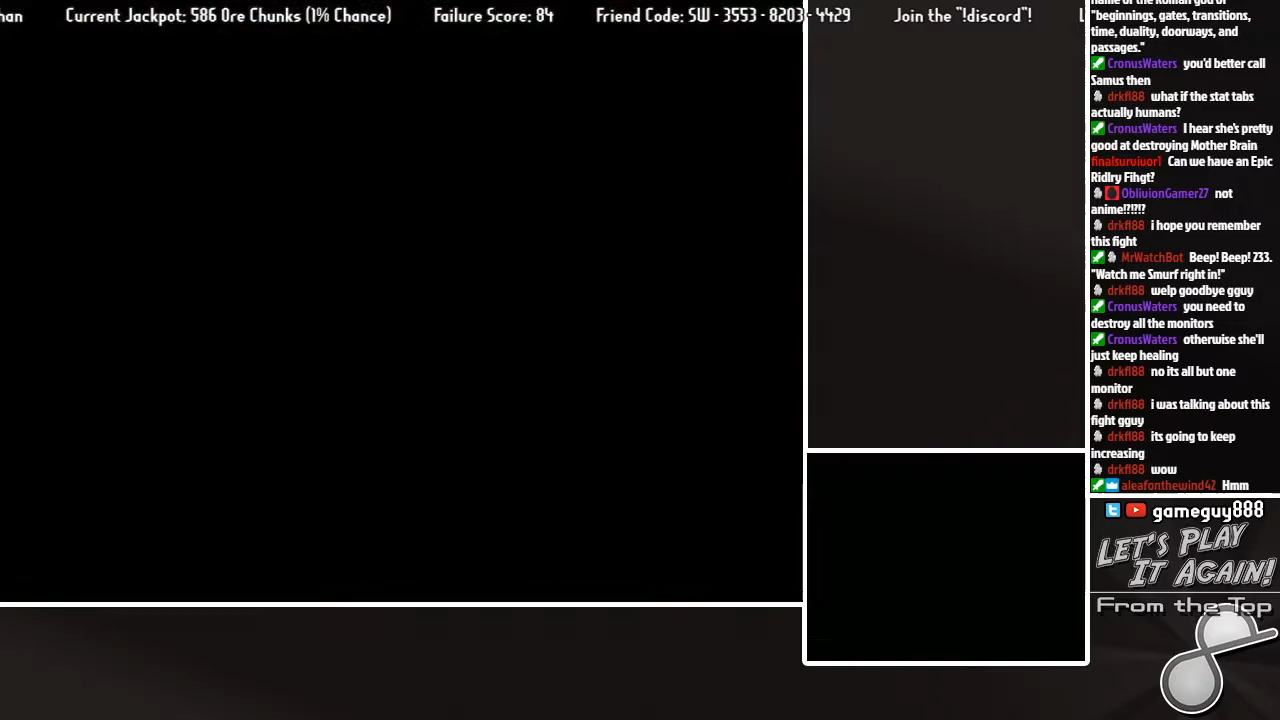 han Current Jackpot: 586 Ore Chunks (1% Chance) Failure Score: 84 Friend Code: SW - 3553 - 8203 - 4429 Join the "!discord"!
name of the Roman god of
"beginnings, gates, transitions,
time, duality, doorways, and
passages."
CronusWaters you'd better call
Samus then
drkfl88 what if the stat tabs
actually humans?
CronusWaters I hear she's pretty
good at destroying Mother Brain
finalsurvivor1 Can we have an Epic
Ridlry Fihgt?
OblivionGamer27 not
anime!?!?!?
drkfl88 i hope you remember
this fight
MrWatchBot Beep! Beep! Z33.
"Watch me Smurf right in!"
drkfl88 welp goodbye gguy
CronusWaters you need to
destroy all the monitors
CronusWaters otherwise she'll
just keep healing
drkfl88 no its all but one
monitor
drkfl88 i was talking about this
fight gguy
drkfl88 its going to keep
increasing
drkfl88 wow
aleafonthewind42 Hmm
gameguy888
LET'S PLAY
IT AGAIN!
From the Top